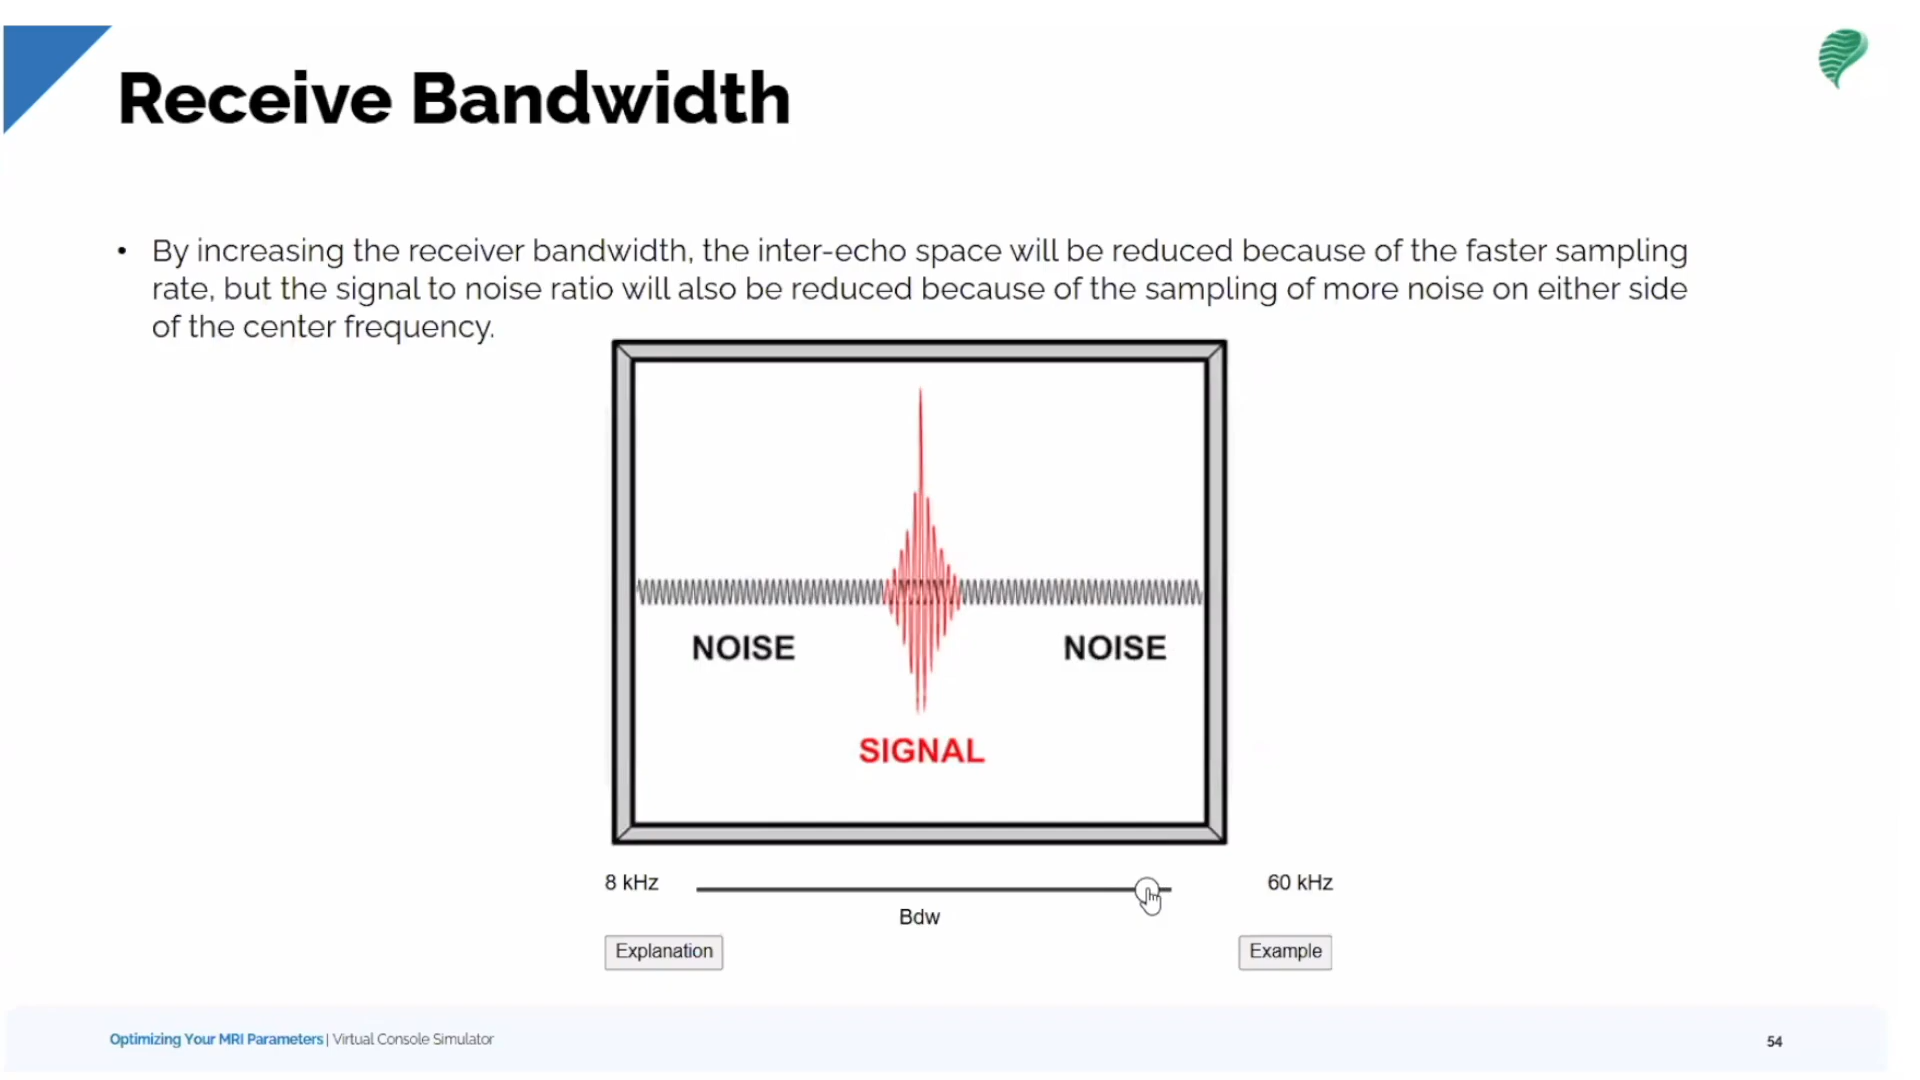 Receive Bandwidth
• By increasing the receiver bandwidth, the inter-echo space will be reduced because of the faster sampling
rate, but the signal to noise ratio will also be reduced because of the sampling of more noise on either side
of the center frequency.
NOISE NOISE
SIGNAL
8 kHz 60 kHz
Bdw
Explanation Example
Optimizing Your MRI Parameters | Virtual Console Simulator 54